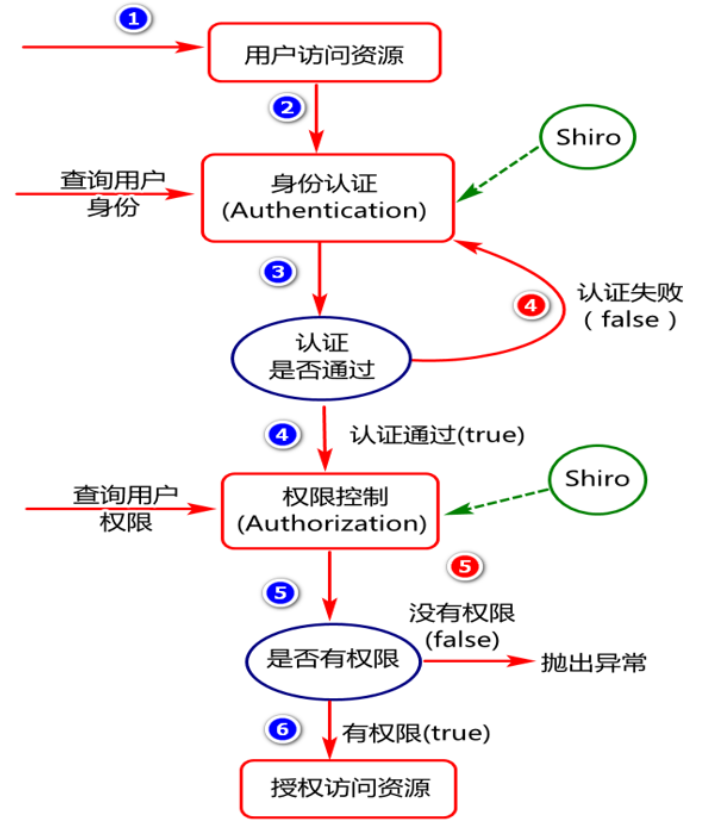 1
用户访问资源
2
Shiro
查询用户
身份
身份认证
(Authentication)
3
4
认证失败
( false )
认证
是否通过
4
认证通过(true)
查询用户
权限
权限控制
(Authorization)
Shiro
5
5
没有权限
(false)
是否有权限
抛出异常
6
有权限(true)
授权访问资源